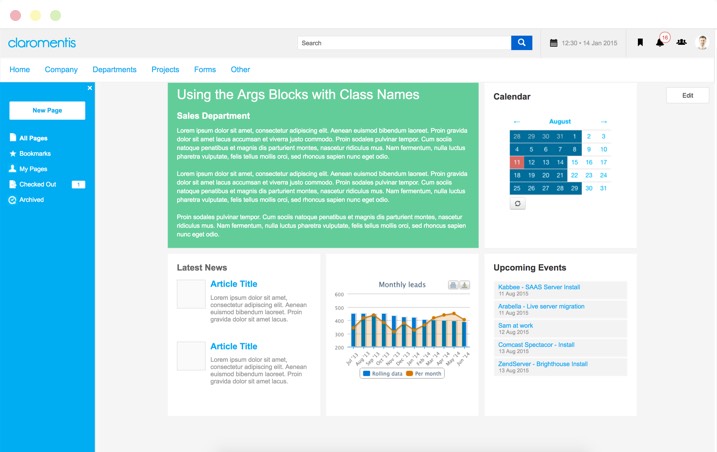 claromentis
Search
12:30 • 14 Jan 2015
16
Home Company Departments Projects Forms Other
New Page
All Pages
Bookmarks
My Pages
Checked Out 1
Archived
Using the Args Blocks with Class Names
Sales Department
Lorem ipsum dolor sit amet, consectetur adipiscing elit. Aenean euismod bibendum laoreet. Proin gravida
dolor sit amet lacus accumsan et viverra justo commodo. Proin sodales pulvinar tempor. Cum sociis
natoque penatibus et magnis dis parturient montes, nascetur ridiculus mus. Nam fermentum, nulla luctus
pharetra vulputate, felis tellus mollis orci, sed rhoncus sapien nunc eget odio.
Lorem ipsum dolor sit amet, consectetur adipiscing elit. Aenean euismod bibendum laoreet. Proin gravida
dolor sit amet lacus accumsan et viverra justo commodo. Proin sodales pulvinar tempor. Cum sociis
natoque penatibus et magnis dis parturient montes, nascetur ridiculus mus. Nam fermentum, nulla luctus
pharetra vulputate, felis tellus mollis orci, sed rhoncus sapien nunc eget odio.
Proin sodales pulvinar tempor. Cum sociis natoque penatibus et magnis dis parturient montes, nascetur
ridiculus mus. Nam fermentum, nulla luctus pharetra vulputate, felis tellus mollis orci, sed rhoncus sapien
nunc eget odio.
Calendar
← August →
28 29 30 31 1 2 3
4 5 6 7 8 9 10
11 12 13 14 15 16 17
18 19 20 21 22 23 24
25 26 27 28 29 30 31
Edit
Latest News
Article Title
Lorem ipsum dolor sit amet,
consectetur adipiscing elit.
Aenean euismod bibendum
laoreet. Proin gravida
Article Title
Lorem ipsum dolor sit amet,
consectetur adipiscing elit.
Aenean euismod bibendum
laoreet. Proin gravida
Monthly leads
600
500
400
300
200
Jul '13 Aug '13 Sep '13 Oct '13 Nov '13 Dec '13 Jan '14 Feb '14 Mar '14 Apr '14 May '14 Jun '14
Rolling data Per month
Upcoming Events
Kabbee - SAAS Server Install
11 Aug 2015
Arabella - Live server migration
11 Aug 2015
Sam at work
12 Aug 2015
Comcast Spectacor - Install
13 Aug 2015
ZendServer - Brighthouse Install
13 Aug 2015